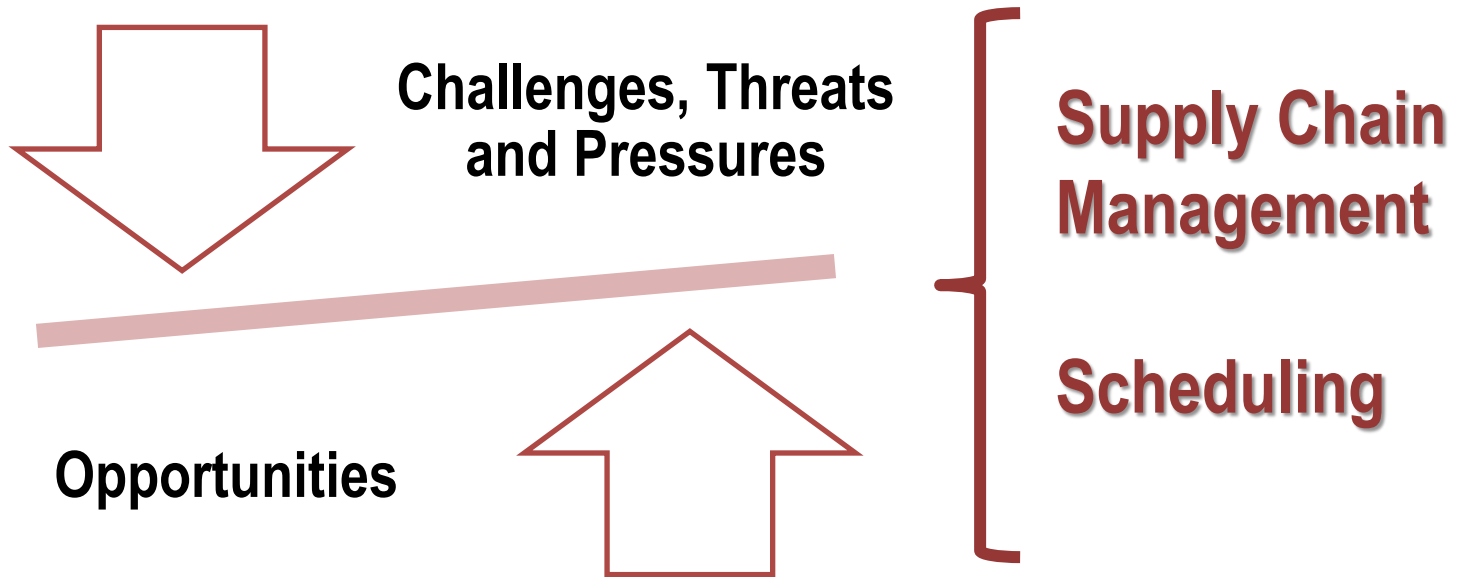 Challenges, Threats
and Pressures
Opportunities
Supply Chain
Management
Scheduling